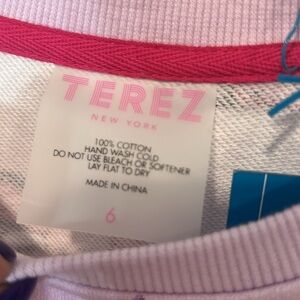 TEREZ
NEW YORK
100% COTTON
HAND WASH COLD
DO NOT USE BLEACH OR SOFTENER
LAY FLAT TO DRY
MADE IN CHINA
6